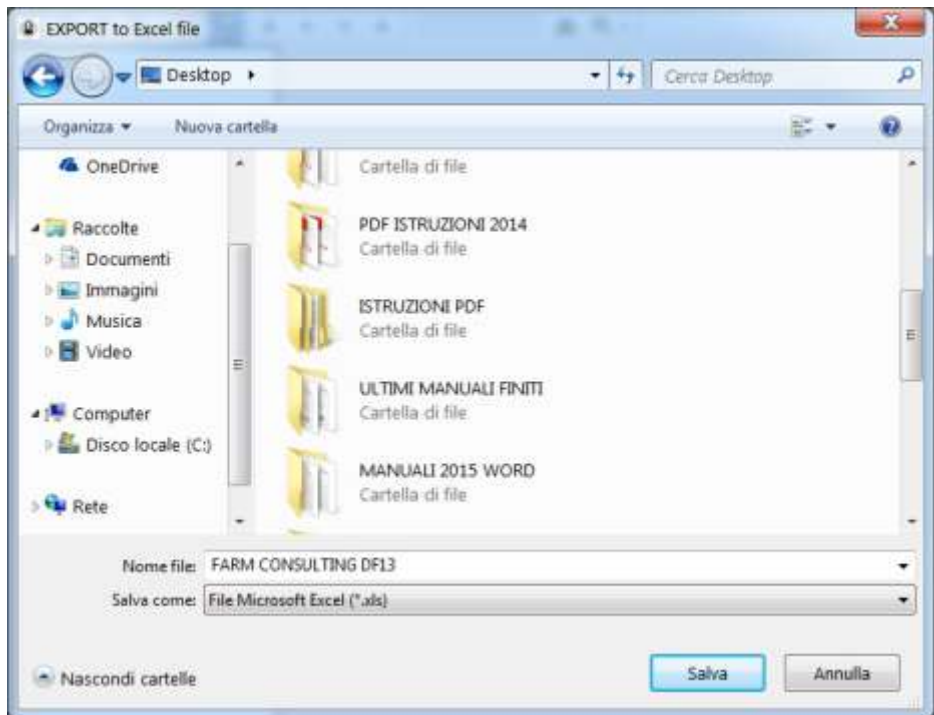 EXPORT to Excel file
Desktop
Cerca Desktop
Organizza
Nuova cartella
OneDrive
Raccolte
Documenti
Immagini
Musica
Video
Computer
Disco locale (C:)
Rete
Cartella di file
PDF ISTRUZIONI 2014
Cartella di file
ISTRUZIONI PDF
Cartella di file
ULTIMI MANUALI FINITI
Cartella di file
MANUALI 2015 WORD
Cartella di file
Nome file: FARM CONSULTING DF13
Salva come: File Microsoft Excel (*.xls)
Nascondi cartelle
Salva
Annulla